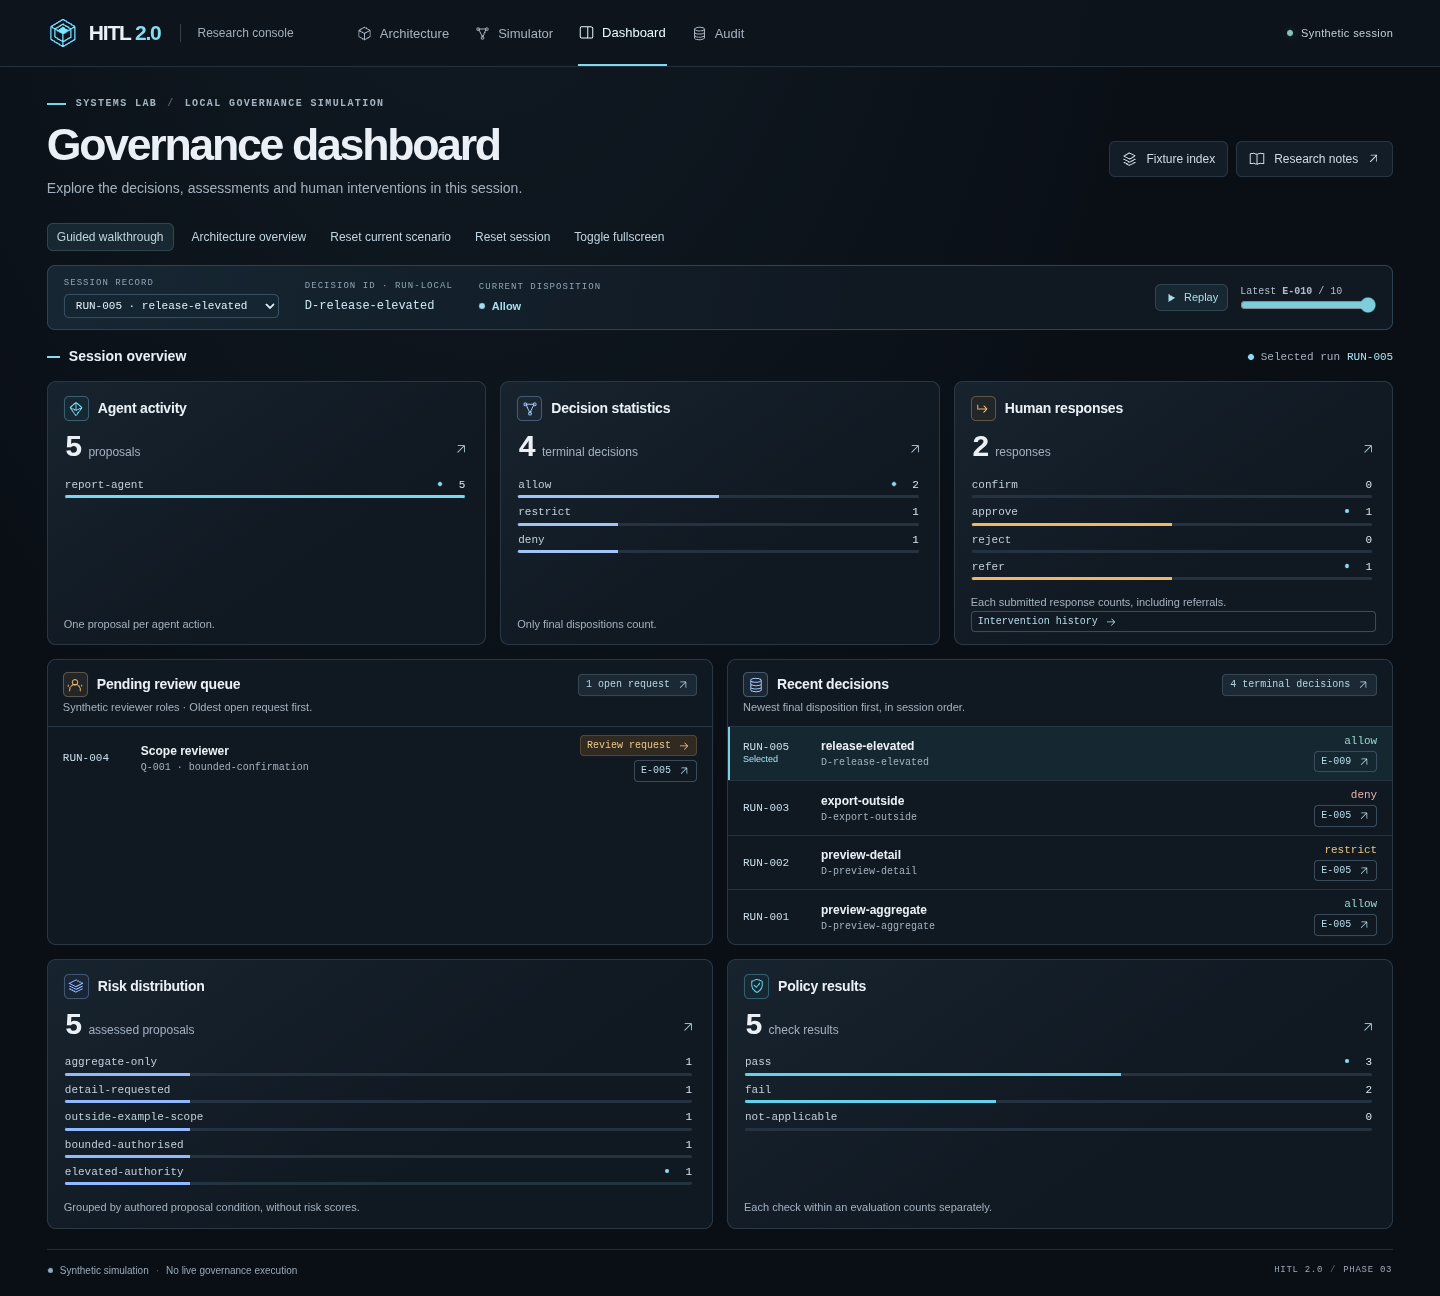 HITL 2.0
Research console
Architecture
Simulator
Dashboard
Audit
Synthetic session
SYSTEMS LAB / LOCAL GOVERNANCE SIMULATION
Governance dashboard
Explore the decisions, assessments and human interventions in this session.
Fixture index
Research notes
Guided walkthrough
Architecture overview
Reset current scenario
Reset session
Toggle fullscreen
SESSION RECORD
RUN-005 · release-elevated
DECISION ID · RUN-LOCAL
D-release-elevated
CURRENT DISPOSITION
Allow
Replay
Latest E-010 / 10
Session overview
Selected run RUN-005
Agent activity
5 proposals
report-agent 5
One proposal per agent action.
Decision statistics
4 terminal decisions
allow 2
restrict 1
deny 1
Only final dispositions count.
Human responses
2 responses
confirm 0
approve 1
reject 0
refer 1
Each submitted response counts, including referrals.
Intervention history
Pending review queue
1 open request
Synthetic reviewer roles · Oldest open request first.
RUN-004
Scope reviewer
Q-001 · bounded-confirmation
Review request
E-005
Recent decisions
4 terminal decisions
Newest final disposition first, in session order.
RUN-005
Selected
release-elevated
D-release-elevated
allow
E-009
RUN-003
export-outside
D-export-outside
deny
E-005
RUN-002
preview-detail
D-preview-detail
restrict
E-005
RUN-001
preview-aggregate
D-preview-aggregate
allow
E-005
Risk distribution
5 assessed proposals
aggregate-only 1
detail-requested 1
outside-example-scope 1
bounded-authorised 1
elevated-authority 1
Grouped by authored proposal condition, without risk scores.
Policy results
5 check results
pass 3
fail 2
not-applicable 0
Each check within an evaluation counts separately.
Synthetic simulation · No live governance execution
HITL 2.0 / PHASE 03